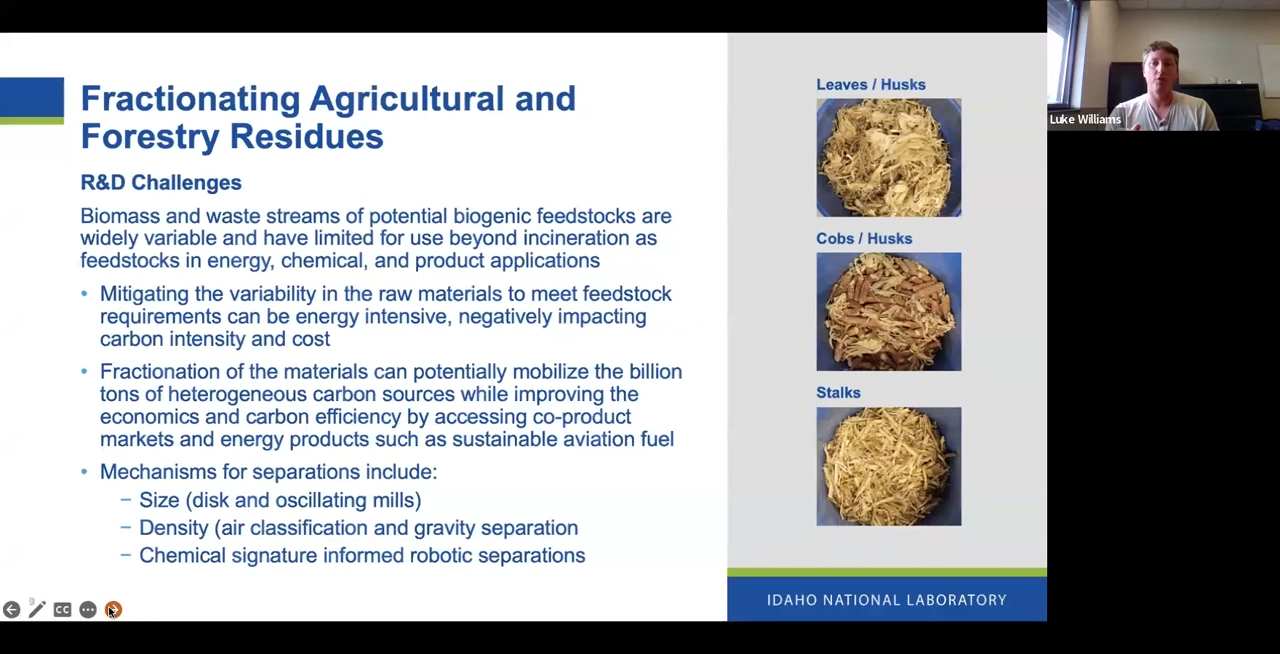 Fractionating Agricultural and
Forestry Residues
R&D Challenges
Biomass and waste streams of potential biogenic feedstocks are
widely variable and have limited for use beyond incineration as
feedstocks in energy, chemical, and product applications
• Mitigating the variability in the raw materials to meet feedstock
requirements can be energy intensive, negatively impacting
carbon intensity and cost
• Fractionation of the materials can potentially mobilize the billion
tons of heterogeneous carbon sources while improving the
economics and carbon efficiency by accessing co-product
markets and energy products such as sustainable aviation fuel
• Mechanisms for separations include:
– Size (disk and oscillating mills)
– Density (air classification and gravity separation
– Chemical signature informed robotic separations
9
CC
Leaves / Husks
Cobs / Husks
Stalks
IDAHO NATIONAL LABORATORY
Luke Williams